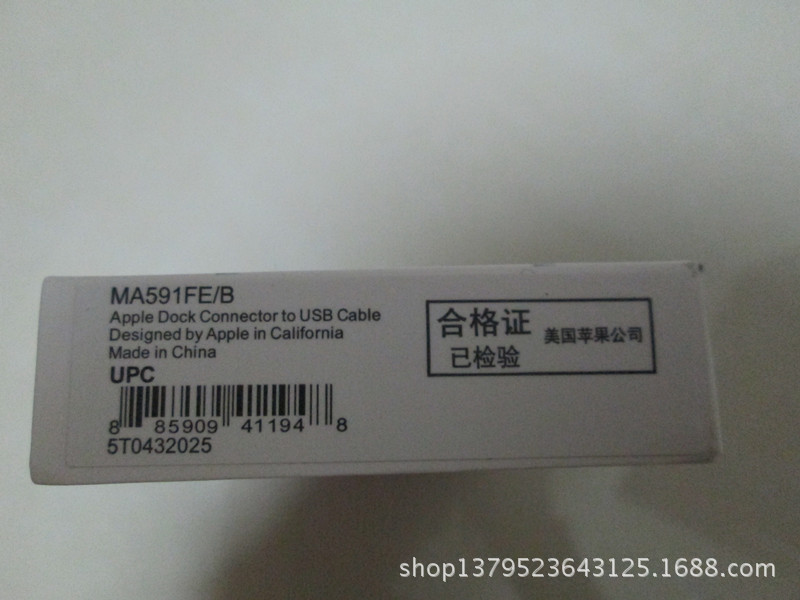 MA591FE/B
Apple Dock Connector to USB Cable
Designed by Apple in California
Made in China
UPC
8 85909 41194 8
5T0432025
合格证
已检验
美国苹果公司
shop1379523643125.1688.com